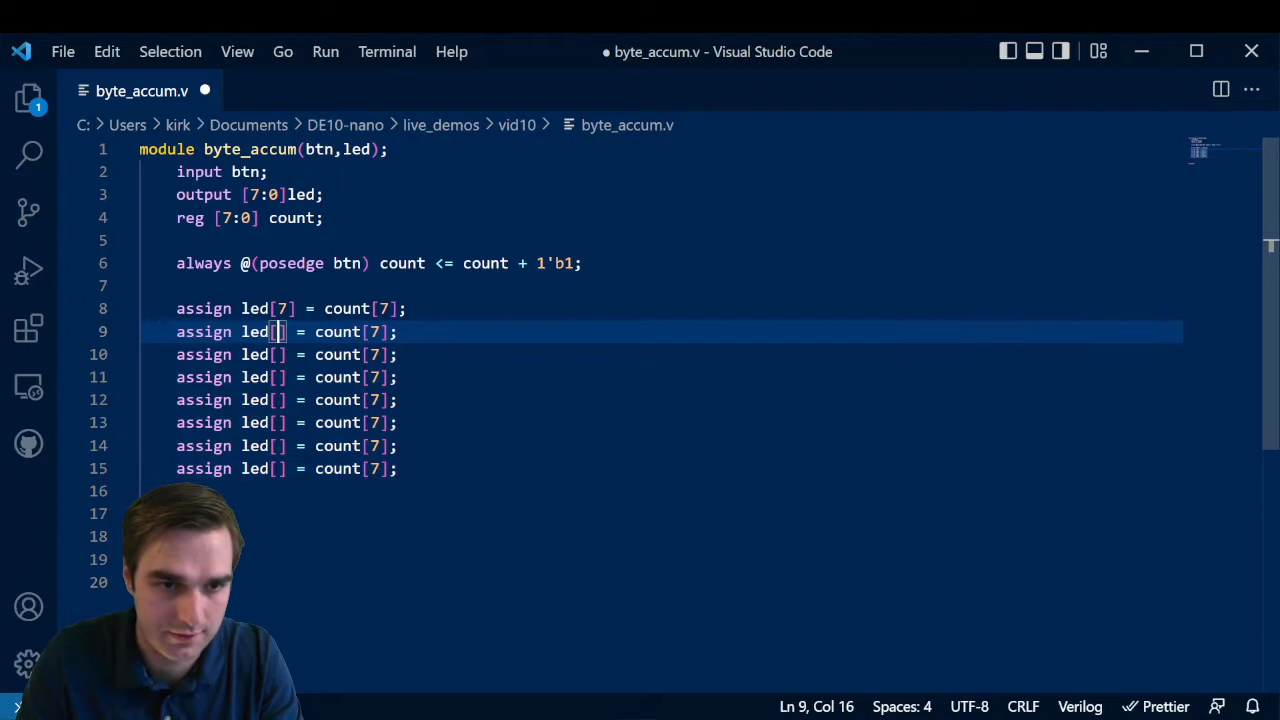 File Edit Selection View Go Run Terminal Help ● byte_accum.v - Visual Studio Code
byte_accum.v
1
C: > Users > kirk > Documents > DE10-nano > live_demos > vid10 > byte_accum.v
1 module byte_accum(btn,led);
2 input btn;
3 output [7:0]led;
4 reg [7:0] count;
5
6 always @(posedge btn) count <= count + 1'b1;
7
8 assign led[7] = count[7];
9 assign led[] = count[7];
10 assign led[] = count[7];
11 assign led[] = count[7];
12 assign led[] = count[7];
13 assign led[] = count[7];
14 assign led[] = count[7];
15 assign led[] = count[7];
16
17
18
19
20
Ln 9, Col 16 Spaces: 4 UTF-8 CRLF Verilog Prettier